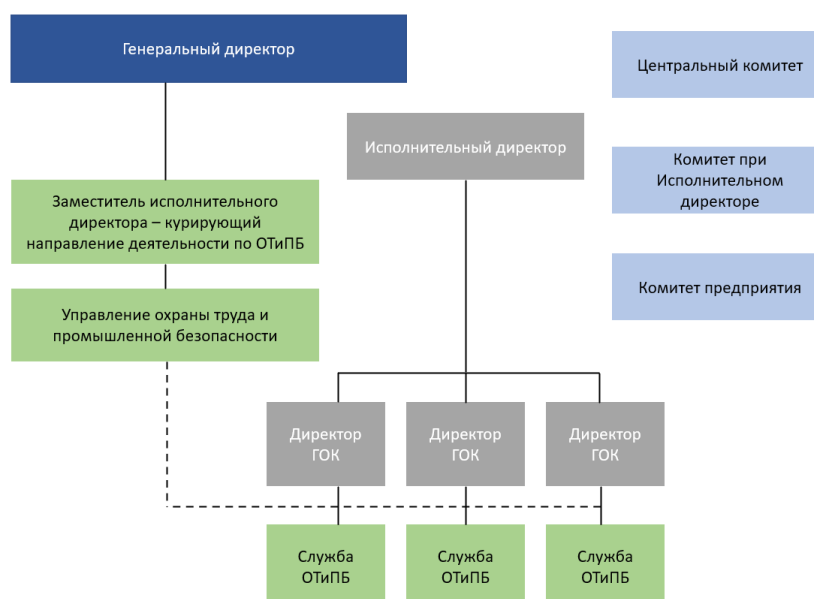 Генеральный директор
Центральный комитет
Исполнительный директор
Комитет при
Исполнительном
директоре
Заместитель исполнительного
директора – курирующий
направление деятельности по ОТиПБ
Комитет предприятия
Управление охраны труда и
промышленной безопасности
Директор
ГОК
Директор
ГОК
Директор
ГОК
Служба
ОТиПБ
Служба
ОТиПБ
Служба
ОТиПБ